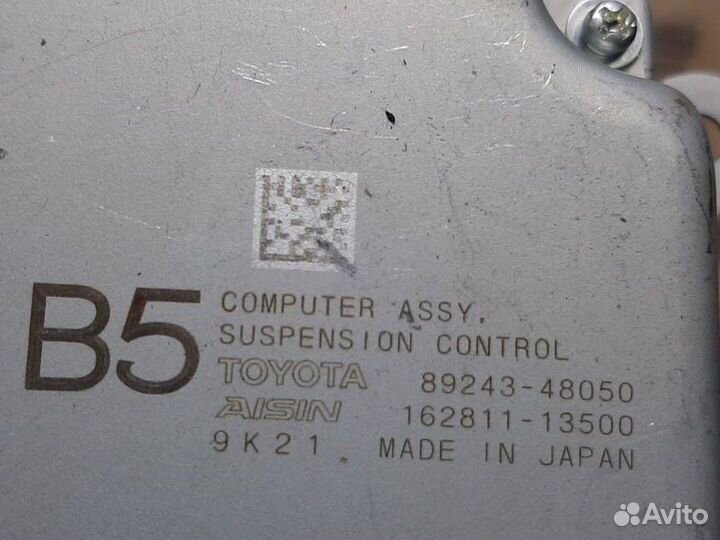 B5
COMPUTER ASSY,
SUSPENSION CONTROL
TOYOTA 89243-48050
AISIN 162811-13500
9K21 MADE IN JAPAN
Avito